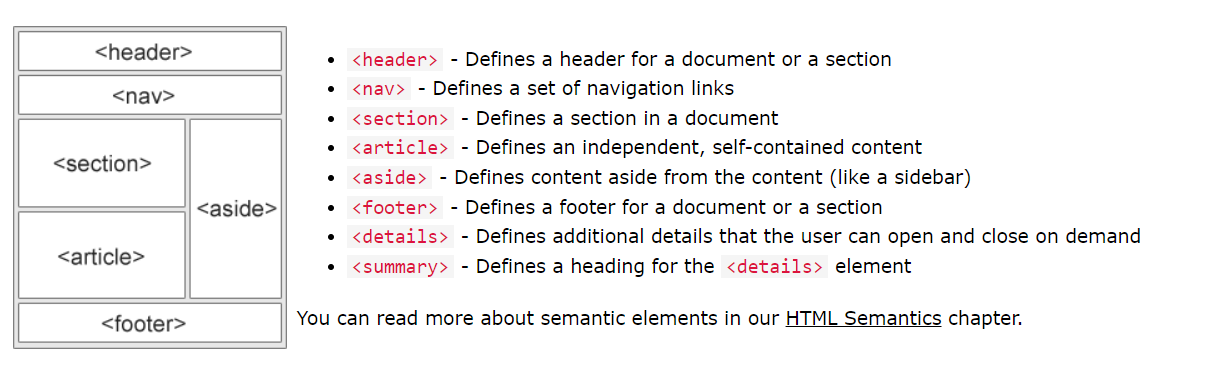 <header>
<nav>
<section>
<aside>
<article>
<footer>
<header> - Defines a header for a document or a section
<nav> - Defines a set of navigation links
<section> - Defines a section in a document
<article> - Defines an independent, self-contained content
<aside> - Defines content aside from the content (like a sidebar)
<footer> - Defines a footer for a document or a section
<details> - Defines additional details that the user can open and close on demand
<summary> - Defines a heading for the <details> element
You can read more about semantic elements in our HTML Semantics chapter.